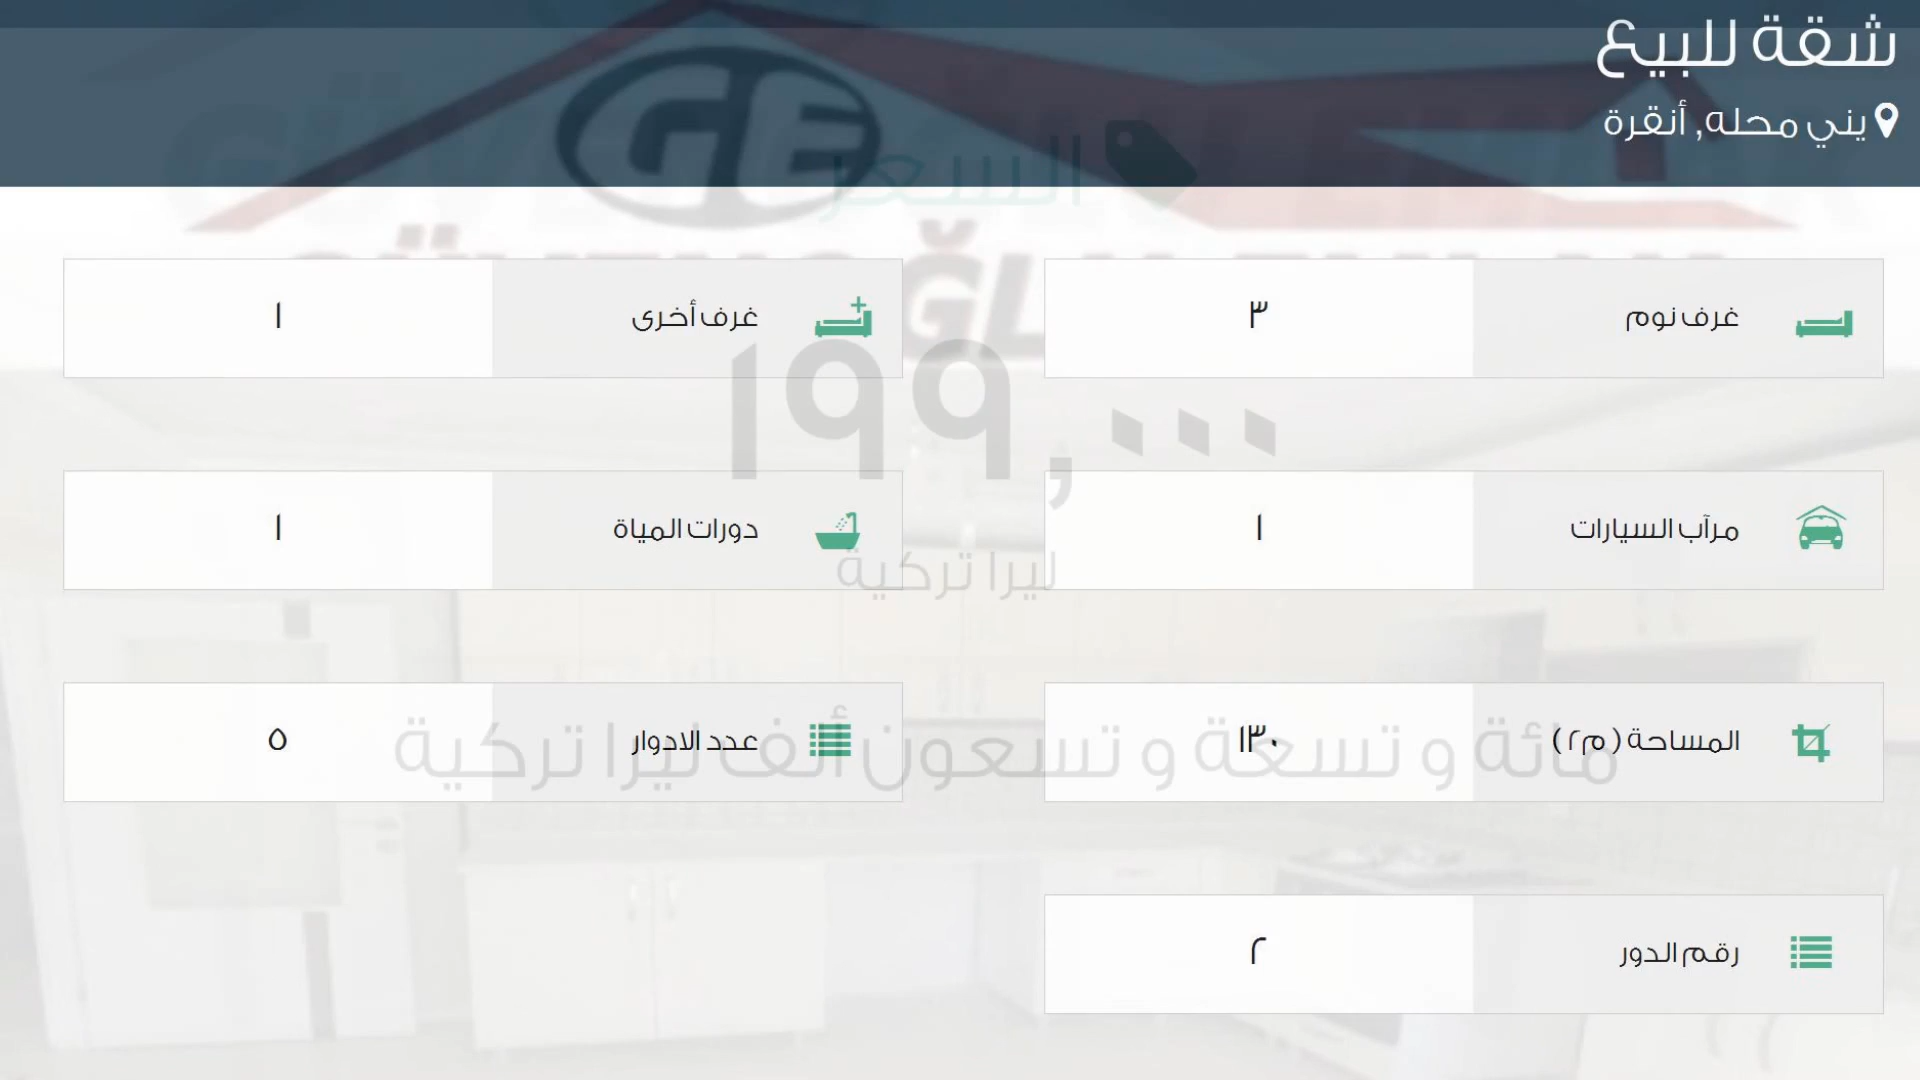 شقة للبيع
يني محله, أنقرة
السعر
غرف نوم
٣
غرف أخرى
١
١٩٩,٠٠٠
مرآب السيارات
١
دورات المياة
١
ليرا تركية
المساحة (م٢)
١٣٠
عدد الادوار
٥
مائة و تسعة و تسعون ألف ليرا تركية
رقم الدور
٢
GE